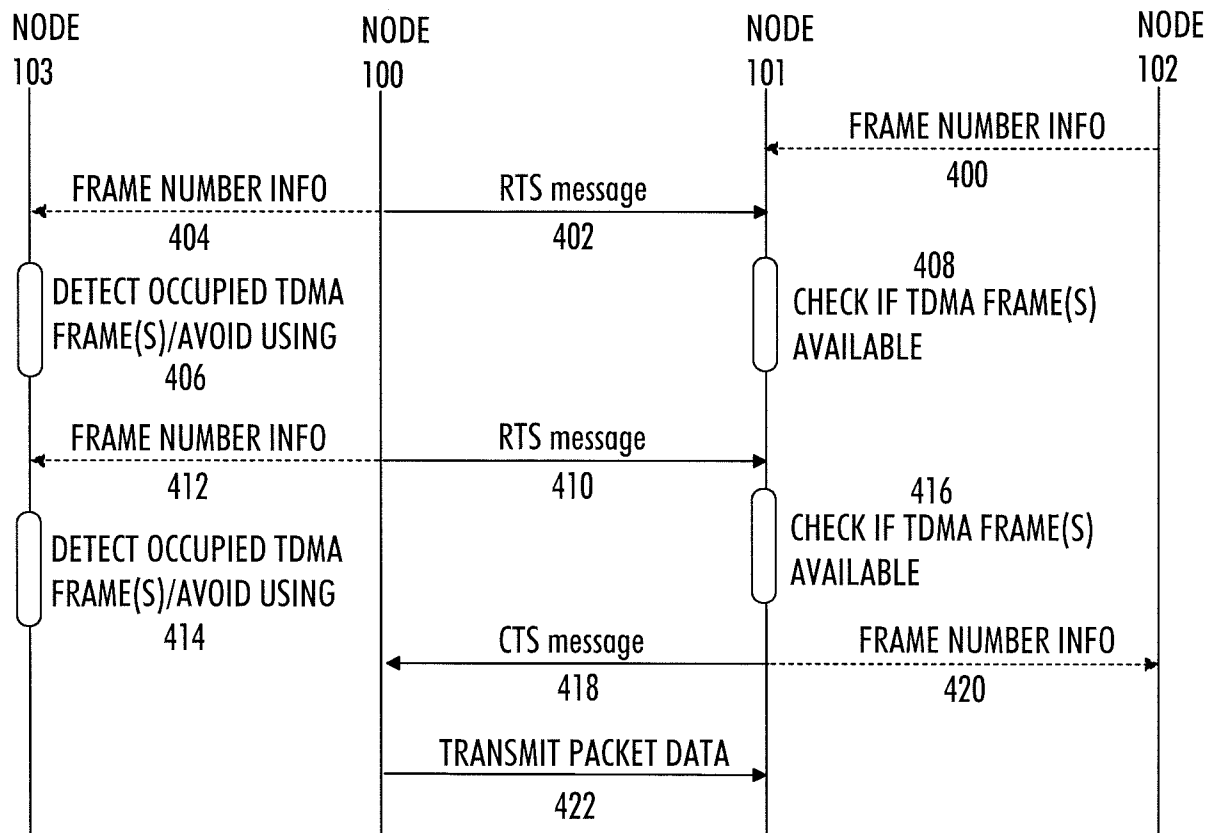 NODE
103
NODE
100
NODE
101
NODE
102
FRAME NUMBER INFO
400
FRAME NUMBER INFO
404
RTS message
402
DETECT OCCUPIED TDMA
FRAME(S)/AVOID USING
406
408
CHECK IF TDMA FRAME(S)
AVAILABLE
FRAME NUMBER INFO
412
RTS message
410
DETECT OCCUPIED TDMA
FRAME(S)/AVOID USING
414
416
CHECK IF TDMA FRAME(S)
AVAILABLE
CTS message
418
FRAME NUMBER INFO
420
TRANSMIT PACKET DATA
422